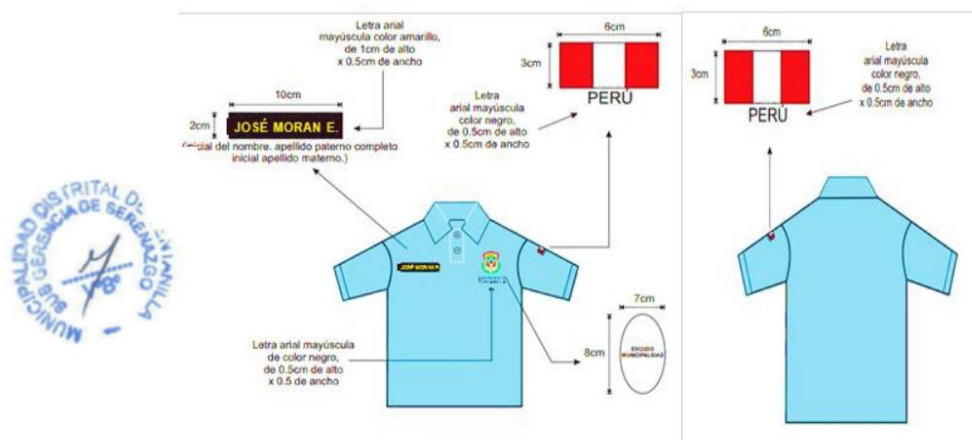 Letra arial
mayúscula color amarillo,
de 1cm de alto
x 0.5cm de ancho
10cm
2cm
JOSÉ MORAN E.
inicial del nombre. apellido paterno completo
inicial apellido materno.)
6cm
3cm
PERÚ
Letra
arial mayúscula
color negro,
de 0.5cm de alto
x 0.5cm de ancho
JOSÉ MORAN
Letra arial mayúscula
de color negro,
de 0.5cm de alto
x 0.5 de ancho
7cm
8cm
ESCUDO
MUNICIPALIDAD
6cm
3cm
PERÚ
Letra
arial mayúscula
color negro,
de 0.5cm de alto
x 0.5cm de ancho
MUNICIPALIDAD DISTRITAL DE
SUB GERENCIA DE SERENAZGO
VºBº